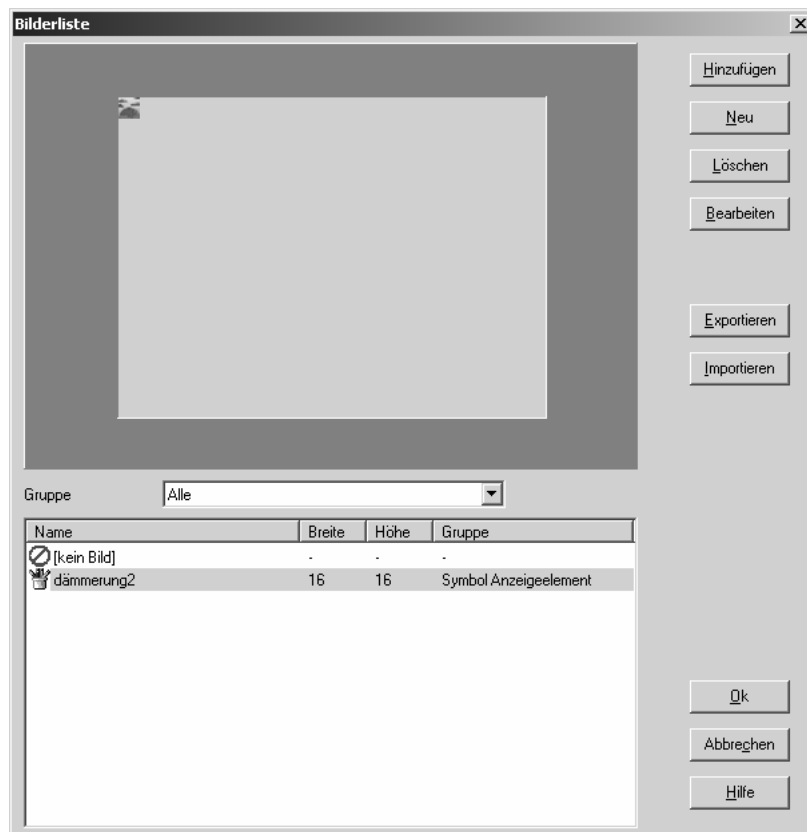 Bilderliste
Hinzufügen
Neu
Löschen
Bearbeiten
Exportieren
Importieren
Gruppe Alle
Name Breite Höhe Gruppe
[kein Bild] - - -
dämmerung2 16 16 Symbol Anzeigeelement
Ok
Abbrechen
Hilfe